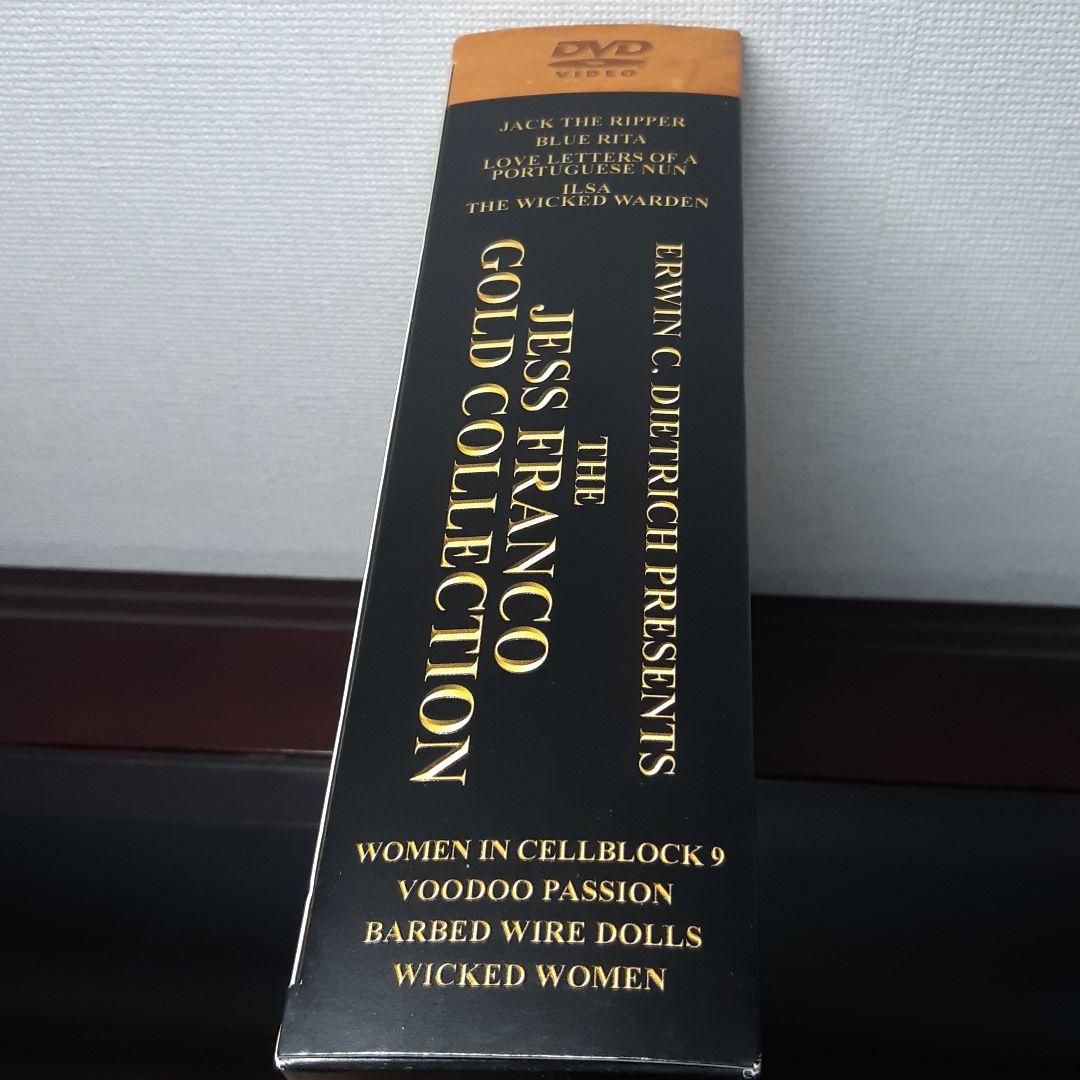 DVD
VIDEO
JACK THE RIPPER
BLUE RITA
LOVE LETTERS OF A
PORTUGUESE NUN
ILSA
THE WICKED WARDEN
ERWIN C. DIETRICH PRESENTS
THE
JESS FRANCO
GOLD COLLECTION
WOMEN IN CELLBLOCK 9
VOODOO PASSION
BARBED WIRE DOLLS
WICKED WOMEN